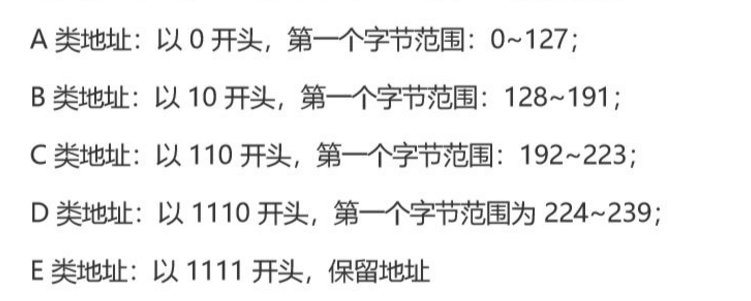 A 类地址：以 0 开头，第一个字节范围：0~127；
B 类地址：以 10 开头，第一个字节范围：128~191；
C 类地址：以 110 开头，第一个字节范围：192~223；
D 类地址：以 1110 开头，第一个字节范围为 224~239；
E 类地址：以 1111 开头，保留地址